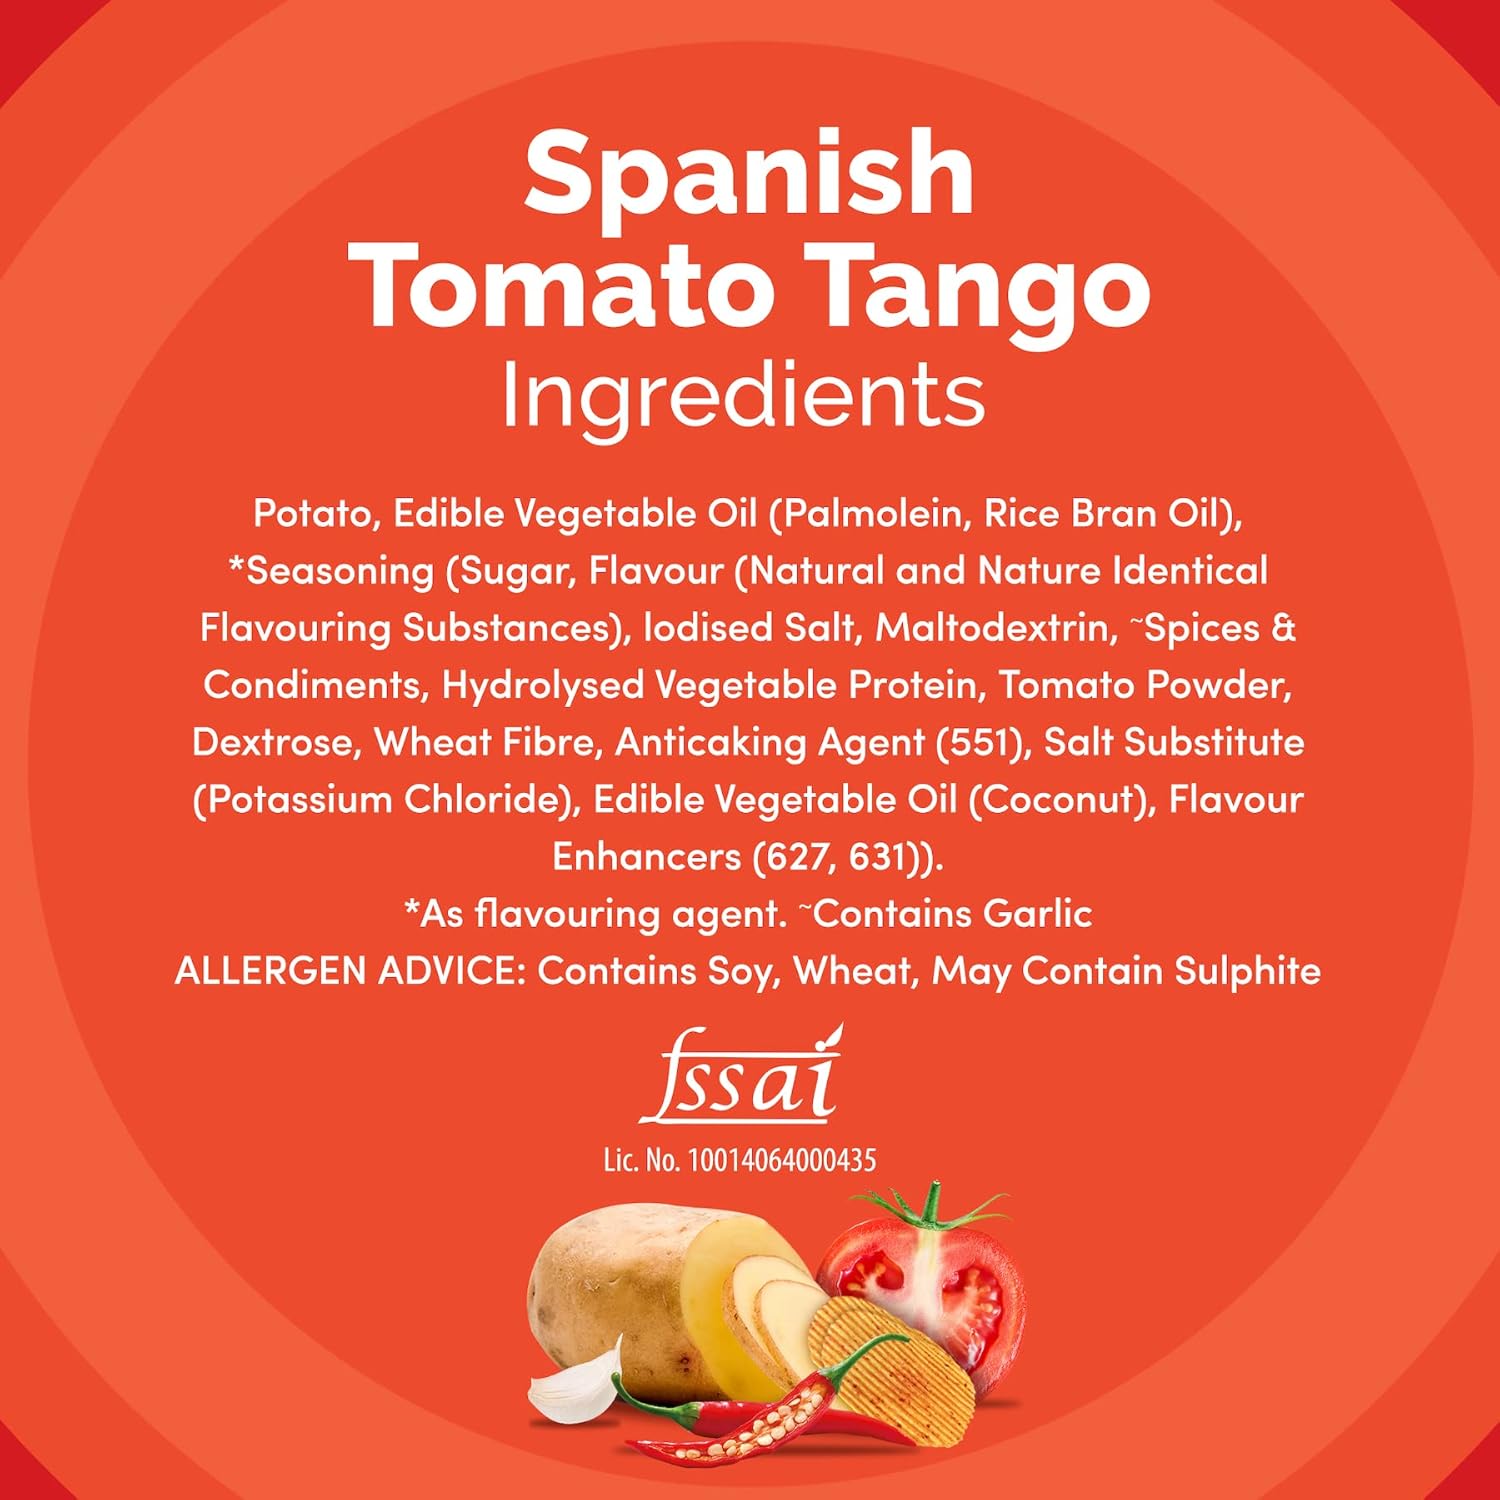 Spanish
Tomato Tango
Ingredients
Potato, Edible Vegetable Oil (Palmolein, Rice Bran Oil),
*Seasoning (Sugar, Flavour (Natural and Nature Identical
Flavouring Substances), Iodised Salt, Maltodextrin, ~Spices &
Condiments, Hydrolysed Vegetable Protein, Tomato Powder,
Dextrose, Wheat Fibre, Anticaking Agent (551), Salt Substitute
(Potassium Chloride), Edible Vegetable Oil (Coconut), Flavour
Enhancers (627, 631)).
*As flavouring agent. ~Contains Garlic
ALLERGEN ADVICE: Contains Soy, Wheat, May Contain Sulphite
fssai
Lic. No. 10014064000435